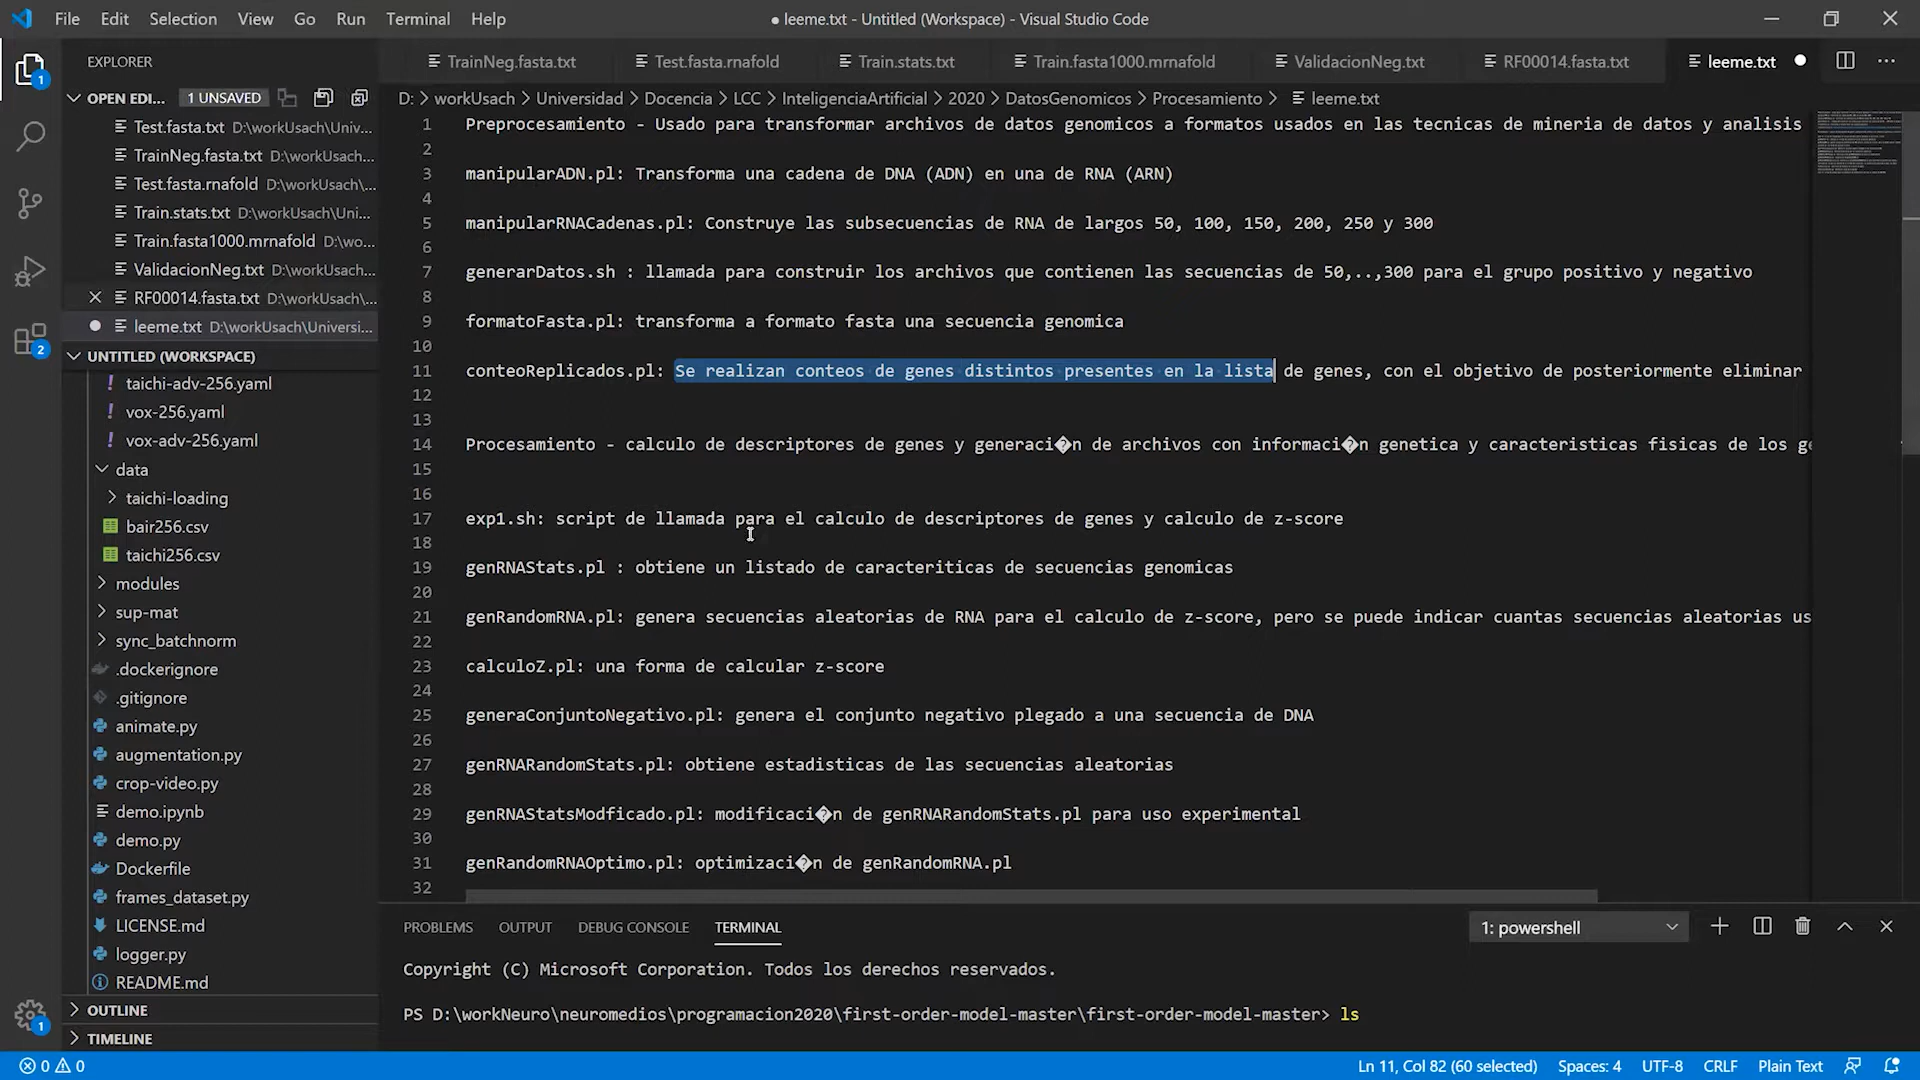 File Edit Selection View Go Run Terminal Help
● leeme.txt - Untitled (Workspace) - Visual Studio Code
EXPLORER
TrainNeg.fasta.txt Test.fasta.rnafold Train.stats.txt Train.fasta1000.mrnafold ValidacionNeg.txt RF00014.fasta.txt leeme.txt ●
1
OPEN EDI... 1 UNSAVED
D: > workUsach > Universidad > Docencia > LCC > InteligenciaArtificial > 2020 > DatosGenomicos > Procesamiento > leeme.txt
Test.fasta.txt D:\workUsach\Univ...
TrainNeg.fasta.txt D:\workUsach...
Test.fasta.rnafold D:\workUsach\...
Train.stats.txt D:\workUsach\Uni...
Train.fasta1000.mrnafold D:\wo...
ValidacionNeg.txt D:\workUsach...
RF00014.fasta.txt D:\workUsach\...
leeme.txt D:\workUsach\Universi...
2
UNTITLED (WORKSPACE)
taichi-adv-256.yaml
vox-256.yaml
vox-adv-256.yaml
data
taichi-loading
bair256.csv
taichi256.csv
modules
sup-mat
sync_batchnorm
.dockerignore
.gitignore
animate.py
augmentation.py
crop-video.py
demo.ipynb
demo.py
Dockerfile
frames_dataset.py
LICENSE.md
logger.py
README.md
OUTLINE
TIMELINE
1
1 Preprocesamiento - Usado para transformar archivos de datos genomicos a formatos usados en las tecnicas de mineria de datos y analisis
2
3 manipularADN.pl: Transforma una cadena de DNA (ADN) en una de RNA (ARN)
4
5 manipularRNACadenas.pl: Construye las subsecuencias de RNA de largos 50, 100, 150, 200, 250 y 300
6
7 generarDatos.sh : llamada para construir los archivos que contienen las secuencias de 50,..,300 para el grupo positivo y negativo
8
9 formatoFasta.pl: transforma a formato fasta una secuencia genomica
10
11 conteoReplicados.pl: Se realizan conteos de genes distintos presentes en la lista de genes, con el objetivo de posteriormente eliminar
12
13
14 Procesamiento - calculo de descriptores de genes y generaci�n de archivos con informaci�n genetica y caracteristicas fisicas de los ge
15
16
17 exp1.sh: script de llamada para el calculo de descriptores de genes y calculo de z-score
18
19 genRNAStats.pl : obtiene un listado de caracteriticas de secuencias genomicas
20
21 genRandomRNA.pl: genera secuencias aleatorias de RNA para el calculo de z-score, pero se puede indicar cuantas secuencias aleatorias us
22
23 calculoZ.pl: una forma de calcular z-score
24
25 generaConjuntoNegativo.pl: genera el conjunto negativo plegado a una secuencia de DNA
26
27 genRNARandomStats.pl: obtiene estadisticas de las secuencias aleatorias
28
29 genRNAStatsModficado.pl: modificaci�n de genRNARandomStats.pl para uso experimental
30
31 genRandomRNAOptimo.pl: optimizaci�n de genRandomRNA.pl
32
PROBLEMS OUTPUT DEBUG CONSOLE TERMINAL 1: powershell
Copyright (C) Microsoft Corporation. Todos los derechos reservados.
PS D:\workNeuro\neuromedios\programacion2020\first-order-model-master\first-order-model-master> ls
0 0 Ln 11, Col 82 (60 selected) Spaces: 4 UTF-8 CRLF Plain Text